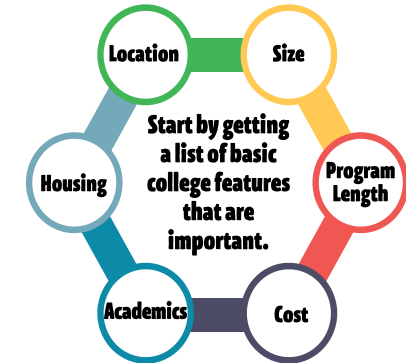 Location
Size
Start by getting
a list of basic
college features
that are
important.
Housing
Program
Length
Academics
Cost